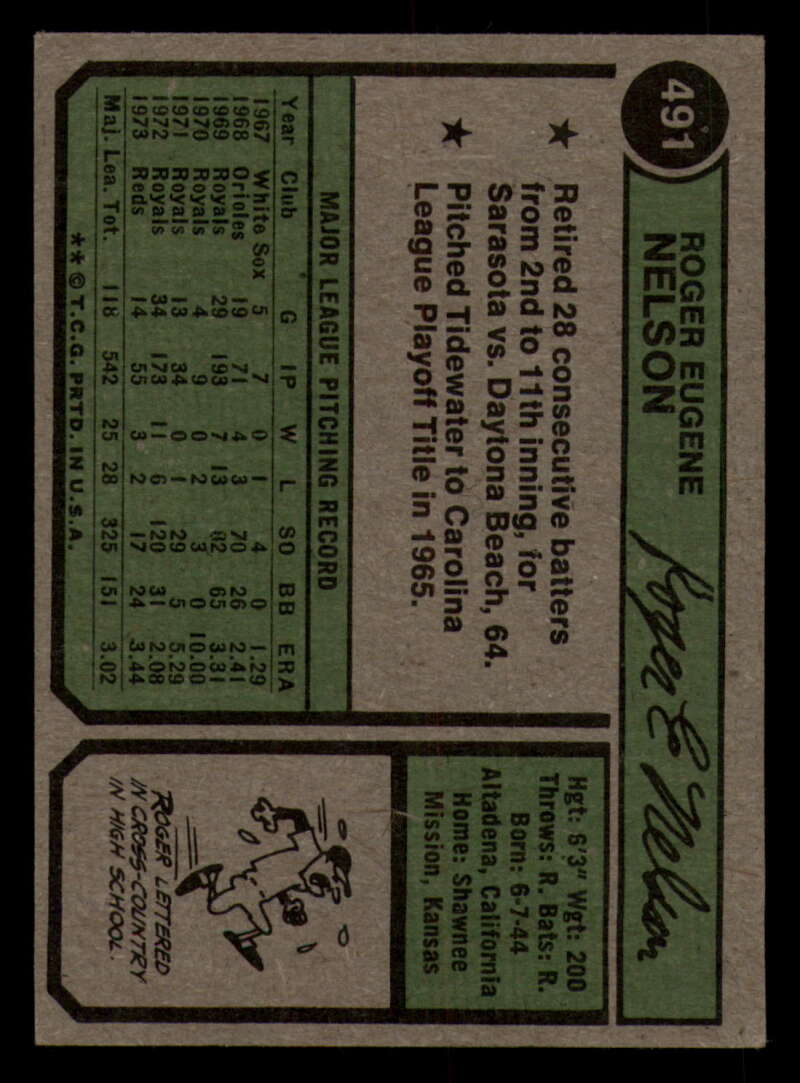 491
ROGER EUGENE
NELSON
Roger E Nelson
★ Retired 28 consecutive batters
from 2nd to 11th inning, for
Sarasota vs. Daytona Beach, 64.
★ Pitched Tidewater to Carolina
League Playoff Title in 1965.
MAJOR LEAGUE PITCHING RECORD
Year Club G IP W L SO BB ERA
1967 White Sox 5 7 0 1 4 0 1.29
1968 Orioles 19 71 4 3 70 26 2.41
1969 Royals 29 193 7 13 82 65 3.31
1970 Royals 4 9 0 2 3 0 10.00
1971 Royals 13 34 0 1 29 5 5.29
1972 Royals 34 173 11 6 120 31 2.08
1973 Reds 14 55 3 2 17 24 3.44
Maj. Lea. Tot. 118 542 25 28 325 151 3.02
**©T.C.G. PRTD. IN U.S.A.
Hgt: 6'3" Wgt: 200
Throws: R. Bats: R.
Born: 6-7-44
Altadena, California
Home: Shawnee
Mission, Kansas
ROGER LETTERED
IN CROSS-COUNTRY
IN HIGH SCHOOL.